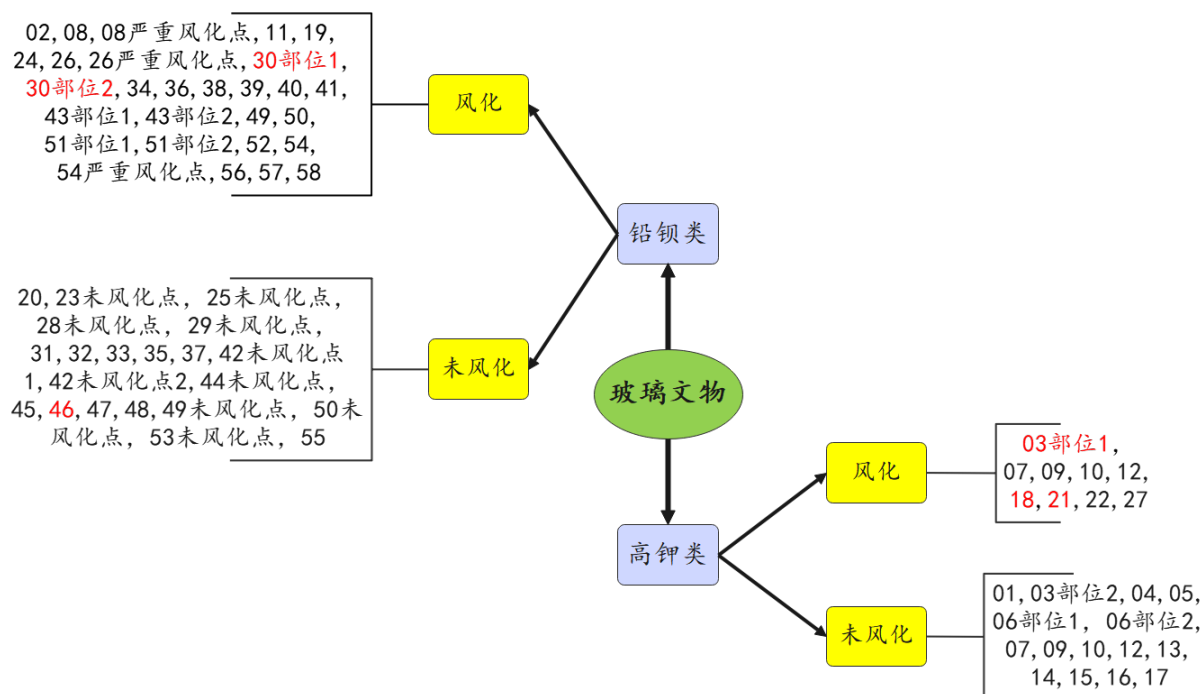 02,08,08严重风化点,11,19,
24,26,26严重风化点,30部位1,
30部位2,34,36,38,39,40,41,
43部位1,43部位2,49,50,
51部位1,51部位2,52,54,
54严重风化点,56,57,58
风化
铅钡类
20,23未风化点, 25未风化点,
28未风化点, 29未风化点,
31,32,33,35,37,42未风化点
1,42未风化点2,44未风化点,
45,46,47,48,49未风化点, 50未
风化点, 53未风化点, 55
未风化
玻璃文物
03部位1,
07,09,10,12,
18,21,22,27
风化
高钾类
01,03部位2,04,05,
06部位1, 06部位2,
07,09,10,12,13,
14,15,16,17
未风化